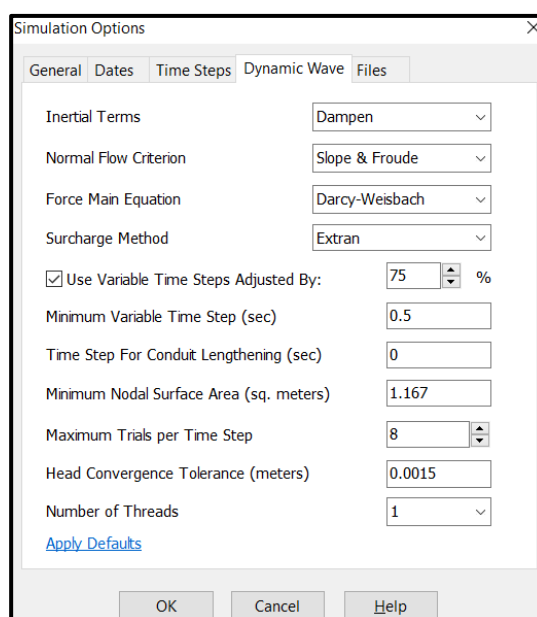 Simulation Options
General Dates Time Steps Dynamic Wave Files
Inertial Terms Dampen
Normal Flow Criterion Slope & Froude
Force Main Equation Darcy-Weisbach
Surcharge Method Extran
Use Variable Time Steps Adjusted By: 75 %
Minimum Variable Time Step (sec) 0.5
Time Step For Conduit Lengthening (sec) 0
Minimum Nodal Surface Area (sq. meters) 1.167
Maximum Trials per Time Step 8
Head Convergence Tolerance (meters) 0.0015
Number of Threads 1
Apply Defaults
OK Cancel Help